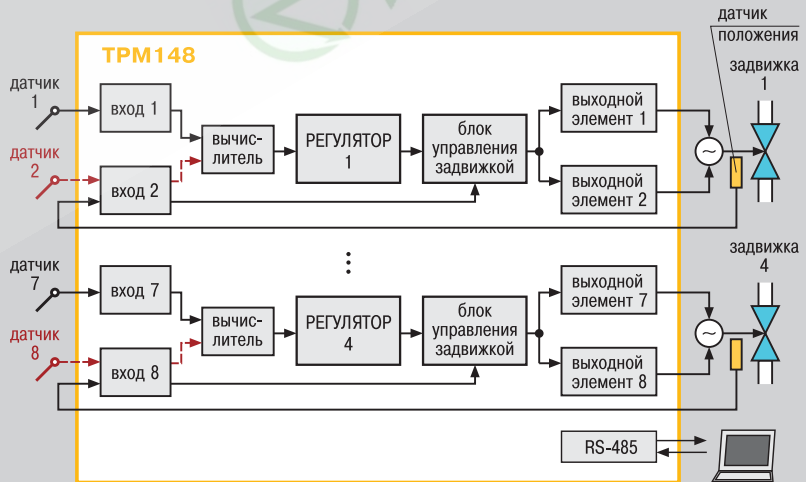 датчик
положения
ТРМ148
задвижка
1
датчик
1
вход 1
вычис-
литель
РЕГУЛЯТОР
1
блок
управления
задвижкой
выходной
элемент 1
~
датчик
2
вход 2
выходной
элемент 2
задвижка
4
датчик
7
вход 7
вычис-
литель
РЕГУЛЯТОР
4
блок
управления
задвижкой
выходной
элемент 7
~
датчик
8
вход 8
выходной
элемент 8
RS-485